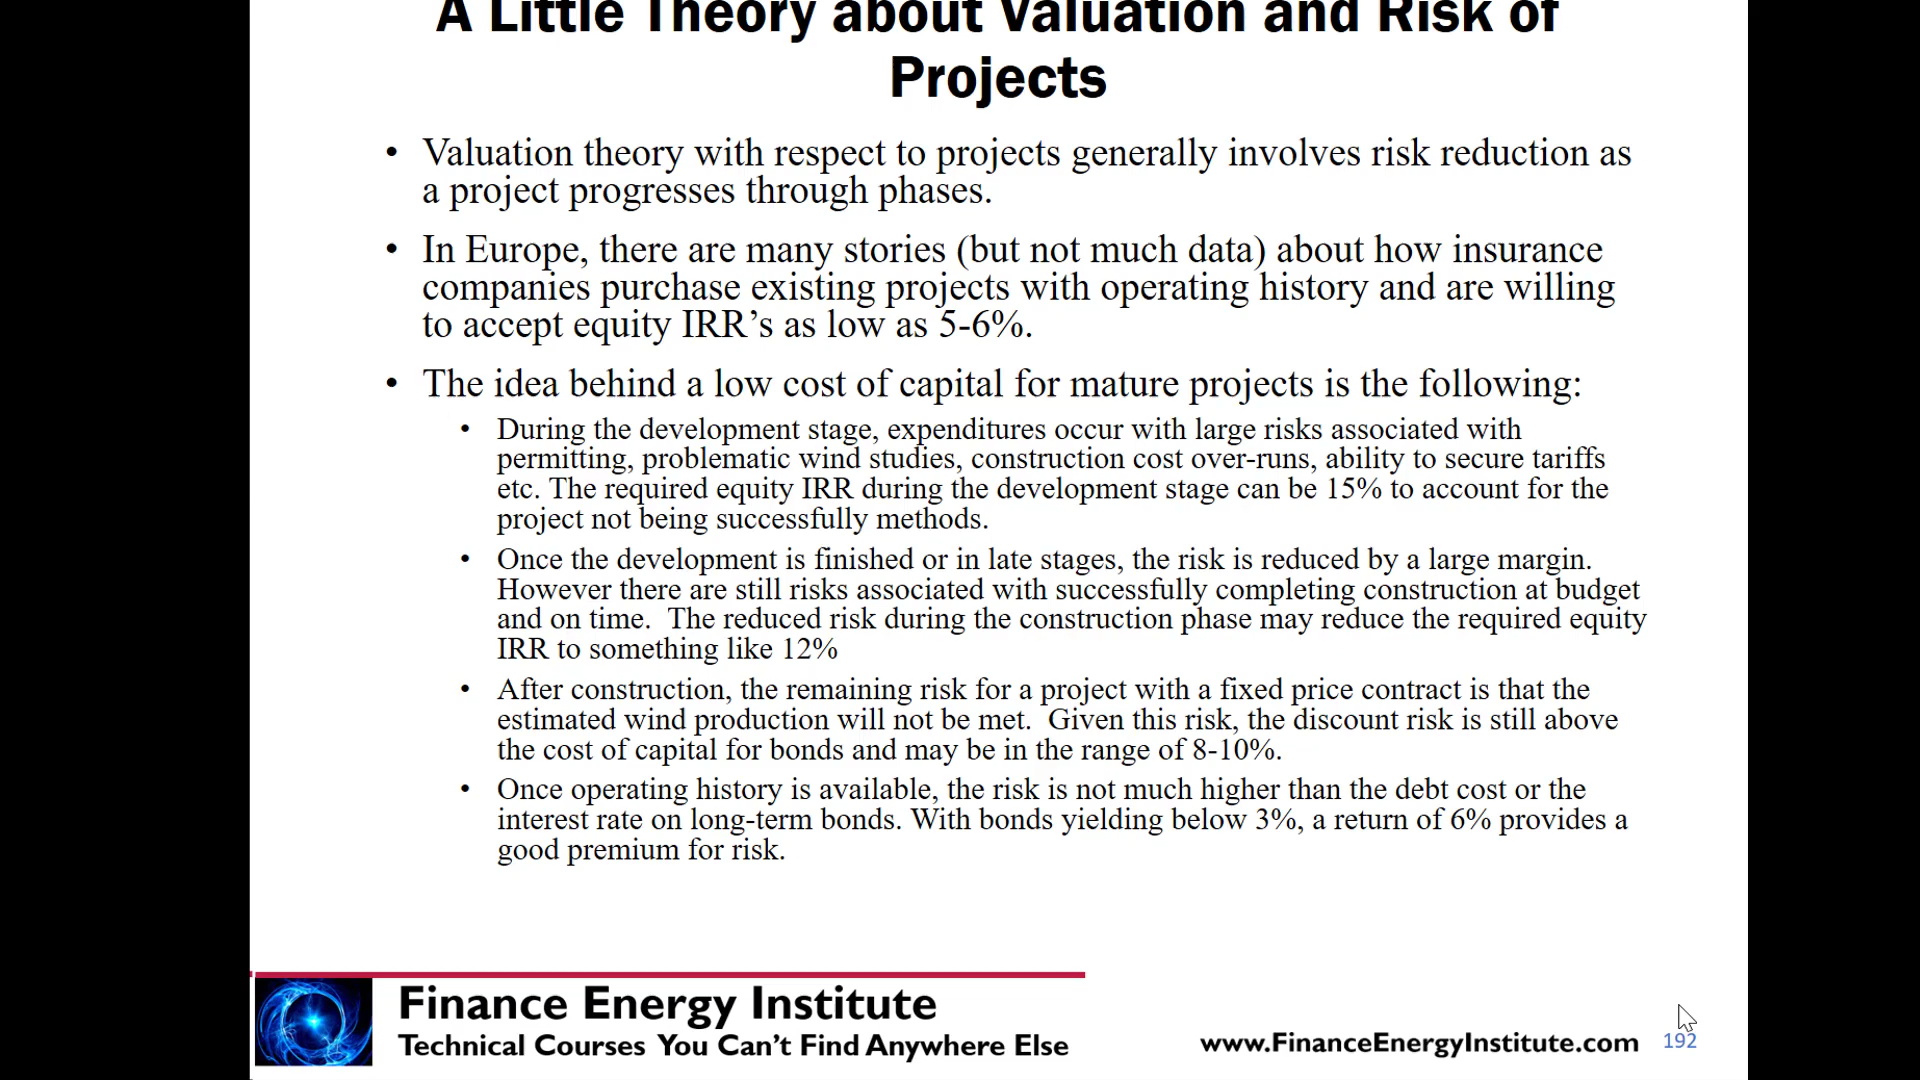 A Little Theory about Valuation and Risk of
Projects
• Valuation theory with respect to projects generally involves risk reduction as
a project progresses through phases.
• In Europe, there are many stories (but not much data) about how insurance
companies purchase existing projects with operating history and are willing
to accept equity IRR’s as low as 5-6%.
• The idea behind a low cost of capital for mature projects is the following:
• During the development stage, expenditures occur with large risks associated with
permitting, problematic wind studies, construction cost over-runs, ability to secure tariffs
etc. The required equity IRR during the development stage can be 15% to account for the
project not being successfully methods.
• Once the development is finished or in late stages, the risk is reduced by a large margin.
However there are still risks associated with successfully completing construction at budget
and on time.  The reduced risk during the construction phase may reduce the required equity
IRR to something like 12%
• After construction, the remaining risk for a project with a fixed price contract is that the
estimated wind production will not be met.  Given this risk, the discount risk is still above
the cost of capital for bonds and may be in the range of 8-10%.
• Once operating history is available, the risk is not much higher than the debt cost or the
interest rate on long-term bonds. With bonds yielding below 3%, a return of 6% provides a
good premium for risk.
Finance Energy Institute
Technical Courses You Can’t Find Anywhere Else
www.FinanceEnergyInstitute.com
192